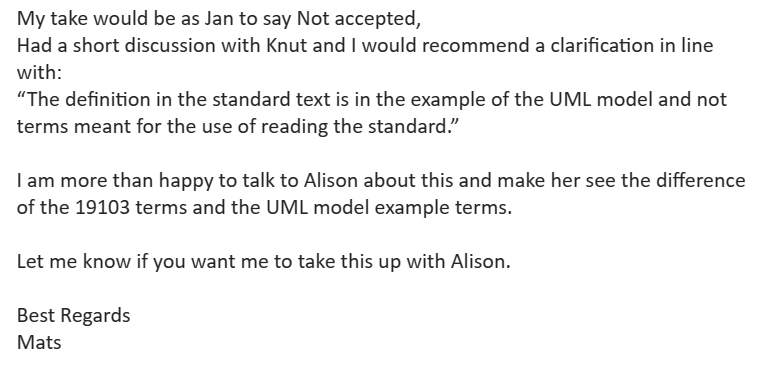 My take would be as Jan to say Not accepted,
Had a short discussion with Knut and I would recommend a clarification in line
with:
“The definition in the standard text is in the example of the UML model and not
terms meant for the use of reading the standard.”
I am more than happy to talk to Alison about this and make her see the difference
of the 19103 terms and the UML model example terms.
Let me know if you want me to take this up with Alison.
Best Regards
Mats